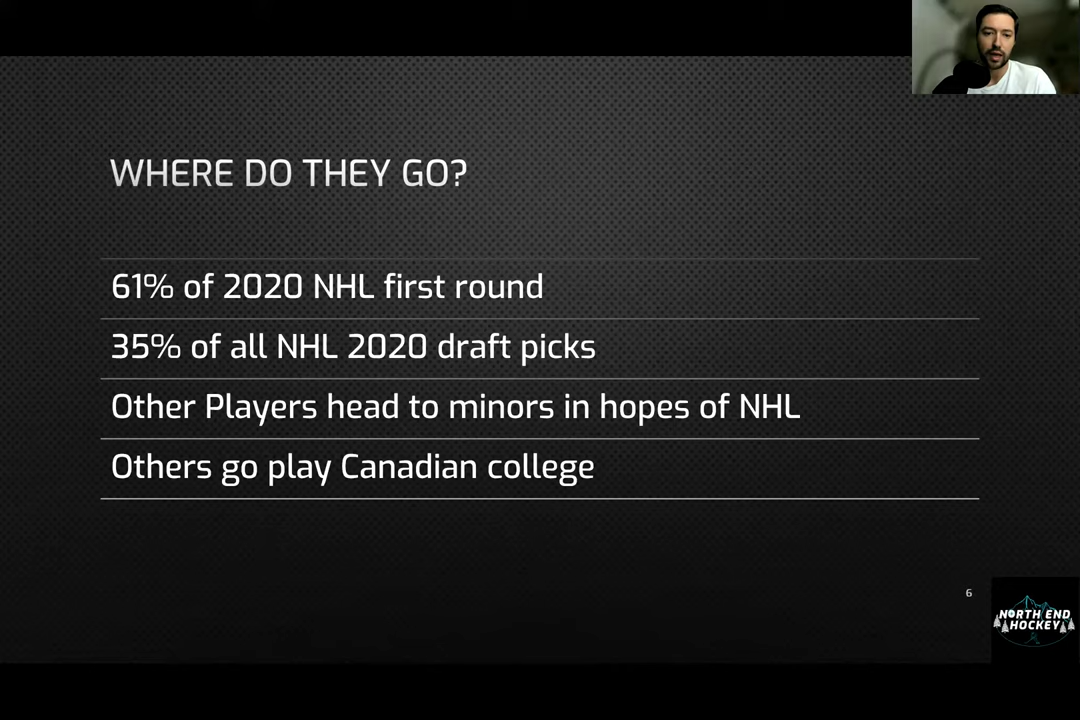 WHERE DO THEY GO?
61% of 2020 NHL first round
35% of all NHL 2020 draft picks
Other Players head to minors in hopes of NHL
Others go play Canadian college
6
NORTH END
HOCKEY